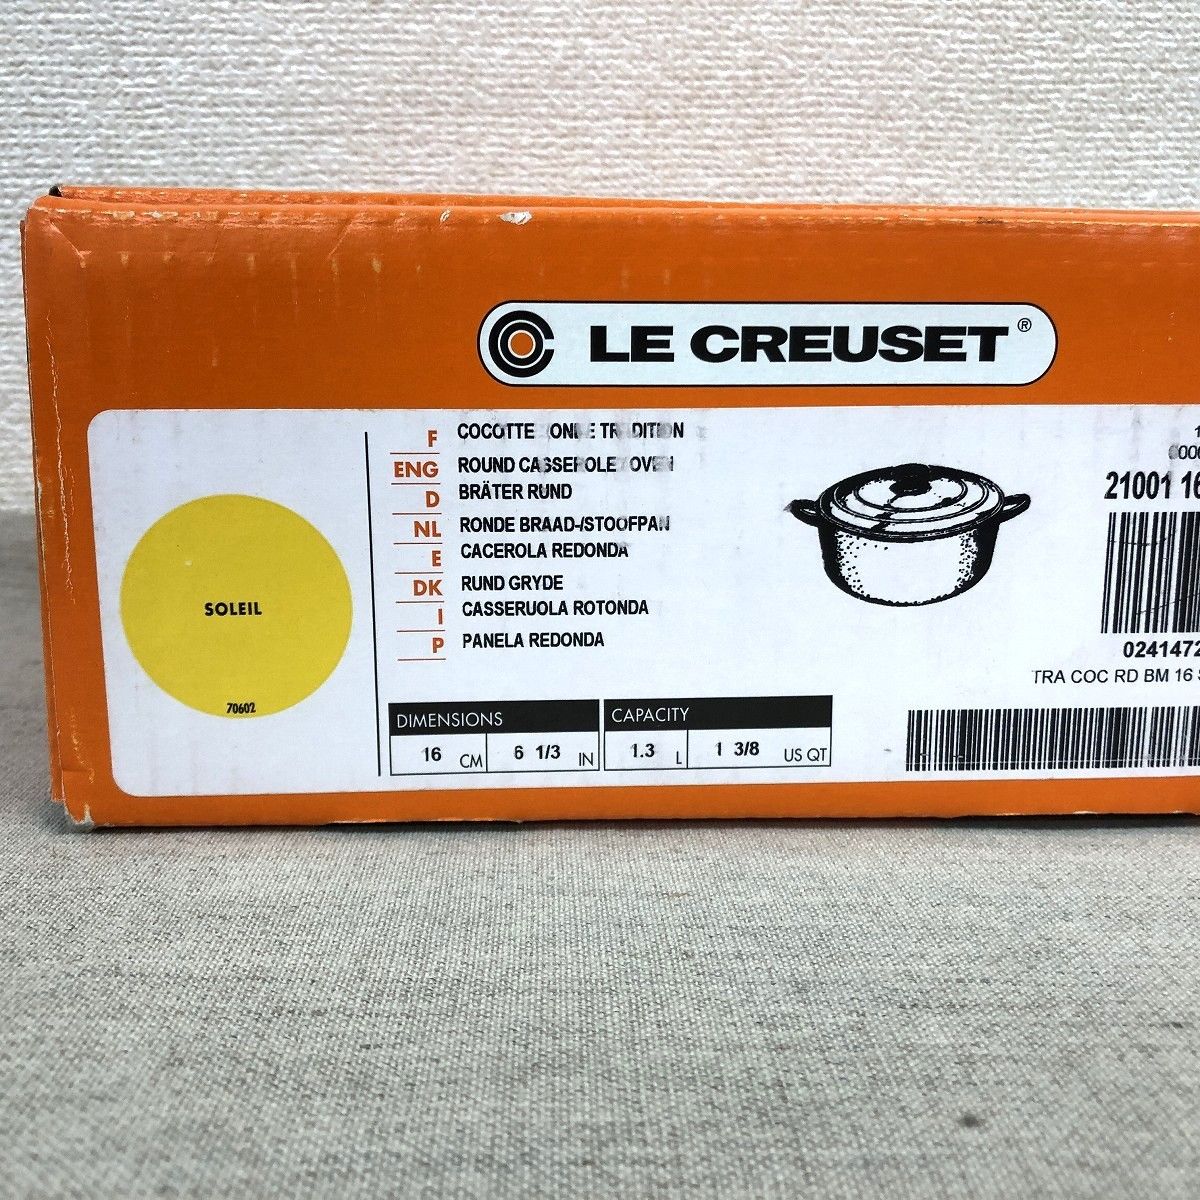 LE CREUSET ®
SOLEIL
70602
F COCOTTE TRADITION
ENG ROUND CASSEROLE OVEN
D BRÄTER RUND
NL RONDE BRAAD-/STOOFPAN
E CACEROLA REDONDA
DK RUND GRYDE
I CASSERUOLA ROTONDA
P PANELA REDONDA
DIMENSIONS
16 CM 6 1/3 IN
CAPACITY
1.3 L 1 3/8 US QT
21001 16
0241472
TRA COC RD BM 16